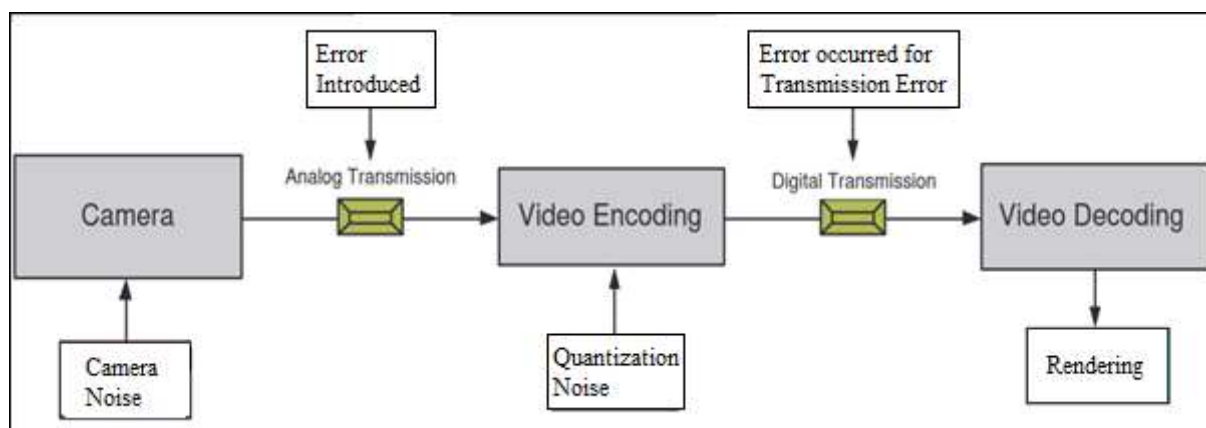 Error
Introduced
Error occurred for
Transmission Error
Analog Transmission
Digital Transmission
Camera
Video Encoding
Video Decoding
Camera
Noise
Quantization
Noise
Rendering